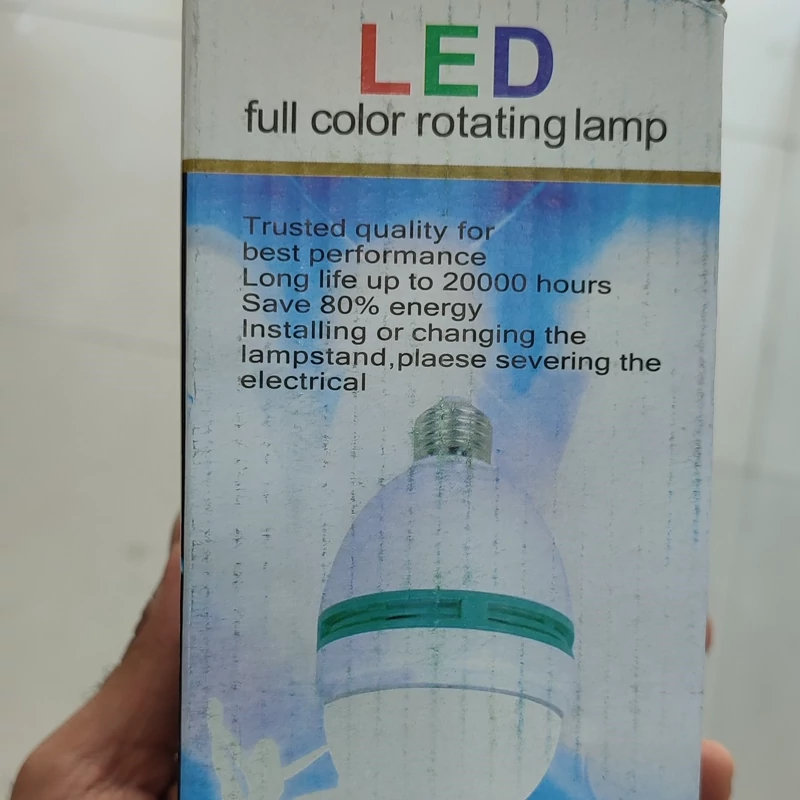 LED
full color rotating lamp
Trusted quality for
best performance
Long life up to 20000 hours
Save 80% energy
Installing or changing the
lampstand,plaese severing the
electrical